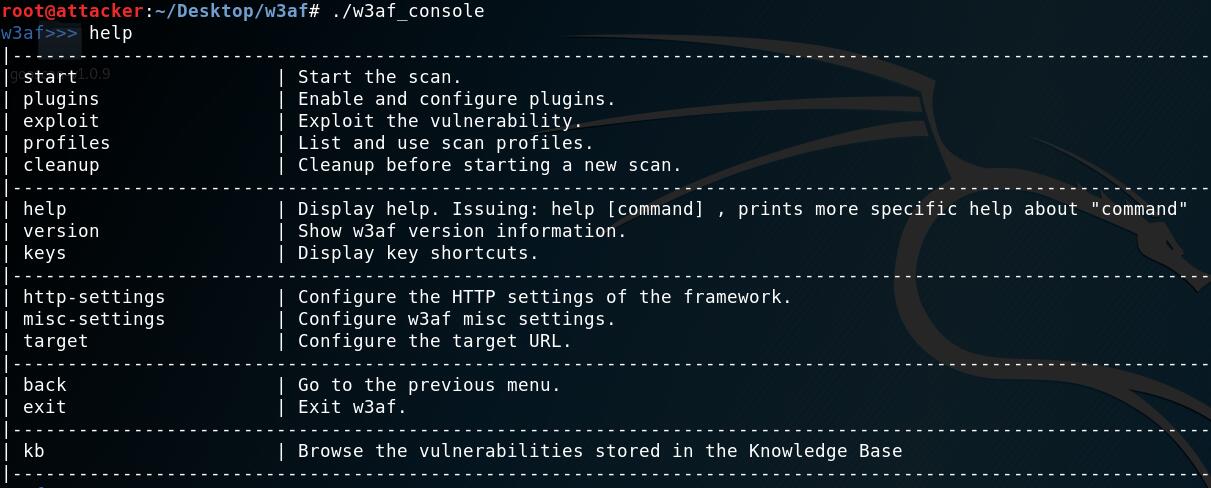 root@attacker:~/Desktop/w3af# ./w3af_console
w3af>>> help
|-----------------------------------------------------------------------------------------------------------
| start | Start the scan.
| plugins | Enable and configure plugins.
| exploit | Exploit the vulnerability.
| profiles | List and use scan profiles.
| cleanup | Cleanup before starting a new scan.
|-----------------------------------------------------------------------------------------------------------
| help | Display help. Issuing: help [command] , prints more specific help about "command"
| version | Show w3af version information.
| keys | Display key shortcuts.
|-----------------------------------------------------------------------------------------------------------
| http-settings | Configure the HTTP settings of the framework.
| misc-settings | Configure w3af misc settings.
| target | Configure the target URL.
|-----------------------------------------------------------------------------------------------------------
| back | Go to the previous menu.
| exit | Exit w3af.
|-----------------------------------------------------------------------------------------------------------
| kb | Browse the vulnerabilities stored in the Knowledge Base
|-----------------------------------------------------------------------------------------------------------